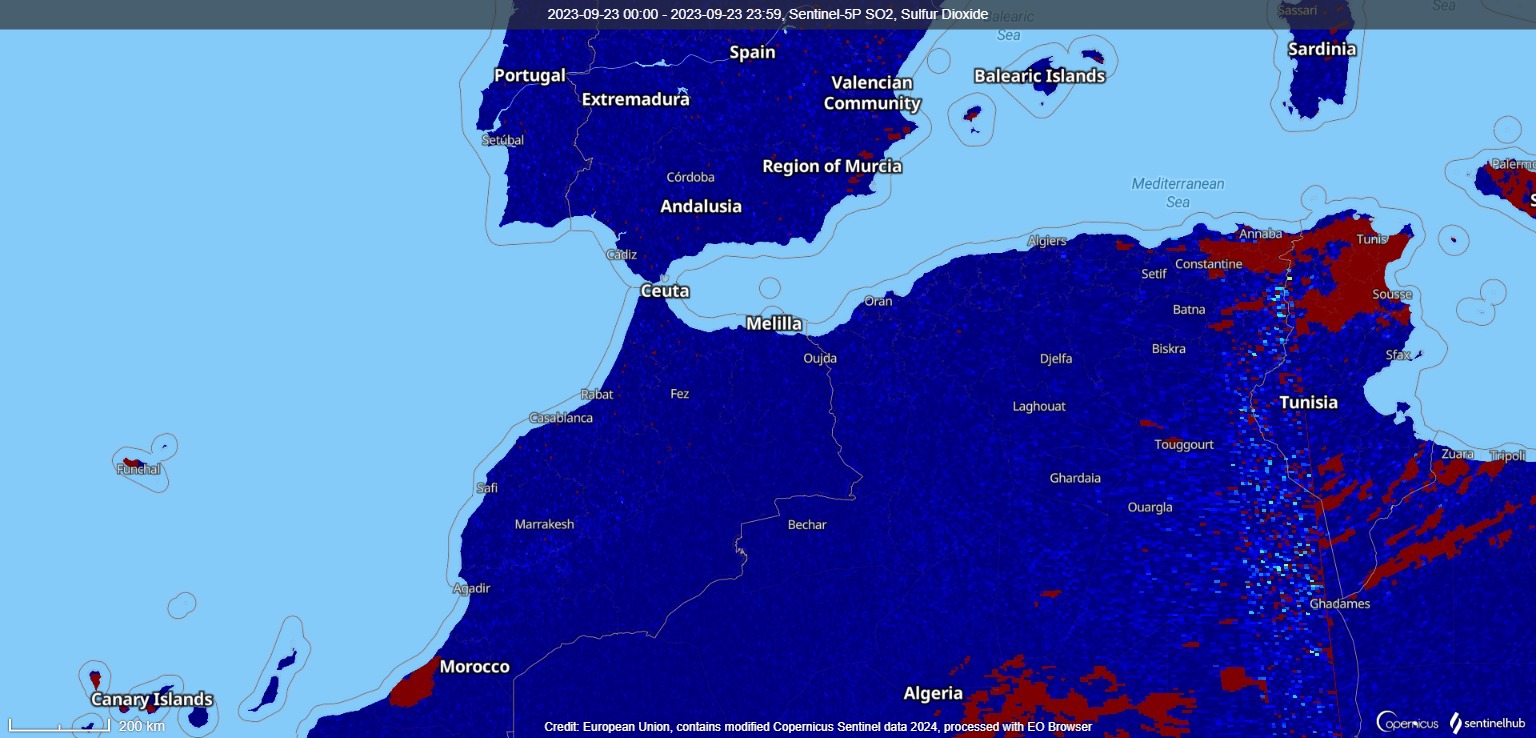 2023-09-23 00:00 - 2023-09-23 23:59, Sentinel-5P SO2, Sulfur Dioxide
Sassari
Sea
Balearic
Sea
Spain
Sardinia
Portugal
Balearic Islands
Valencian
Community
Extremadura
Setúbal
Region of Murcia
Palermo
Córdoba
Mediterranean
Sea
Andalusia
S
Annaba
Tunis
Algiers
Cádiz
Constantine
Setif
Ceuta
Sousse
Oran
Batna
Melilla
Biskra
Sfax
Oujda
Djelfa
Rabat
Fez
Tunisia
Laghouat
Casablanca
Touggourt
Zuara
Tripoli
Funchal
Ghardaia
Safi
Ouargla
Marrakesh
Bechar
Agadir
Ghadames
Morocco
Algeria
Canary Islands
200 km
Credit: European Union, contains modified Copernicus Sentinel data 2024, processed with EO Browser
Copernicus
sentinelhub